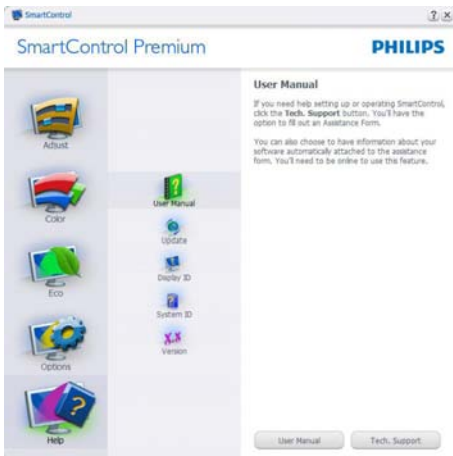 SmartControl
SmartControl Premium
PHILIPS
Adjust
Color
Eco
Options
Help
User Manual
Update
Display ID
System ID
Version
User Manual
If you need help setting up or operating SmartControl,
click the Tech. Support button. You'll have the
option to fill out an Assistance Form.
You can also choose to have information about your
software automatically attached to the assistance
form. You'll need to be online to use this feature.
User Manual
Tech. Support